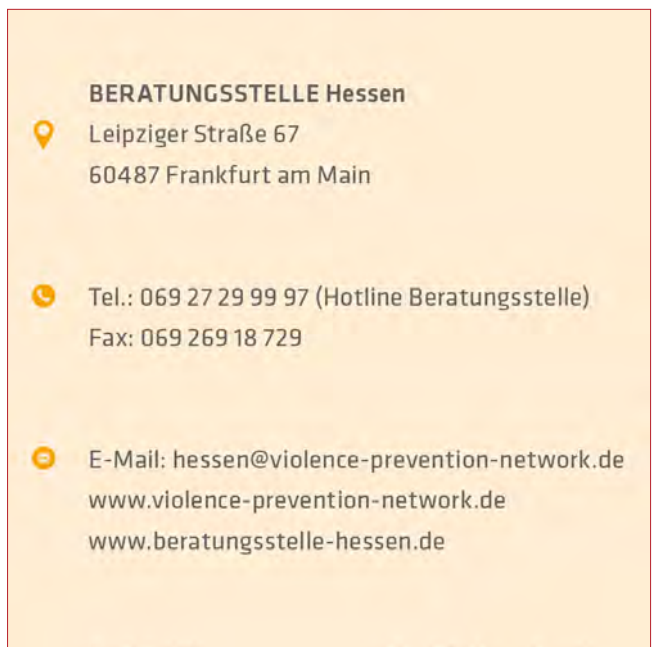 BERATUNGSSTELLE Hessen
Leipziger Straße 67
60487 Frankfurt am Main
Tel.: 069 27 29 99 97 (Hotline Beratungsstelle)
Fax: 069 269 18 729
E-Mail: hessen@violence-prevention-network.de
www.violence-prevention-network.de
www.beratungsstelle-hessen.de